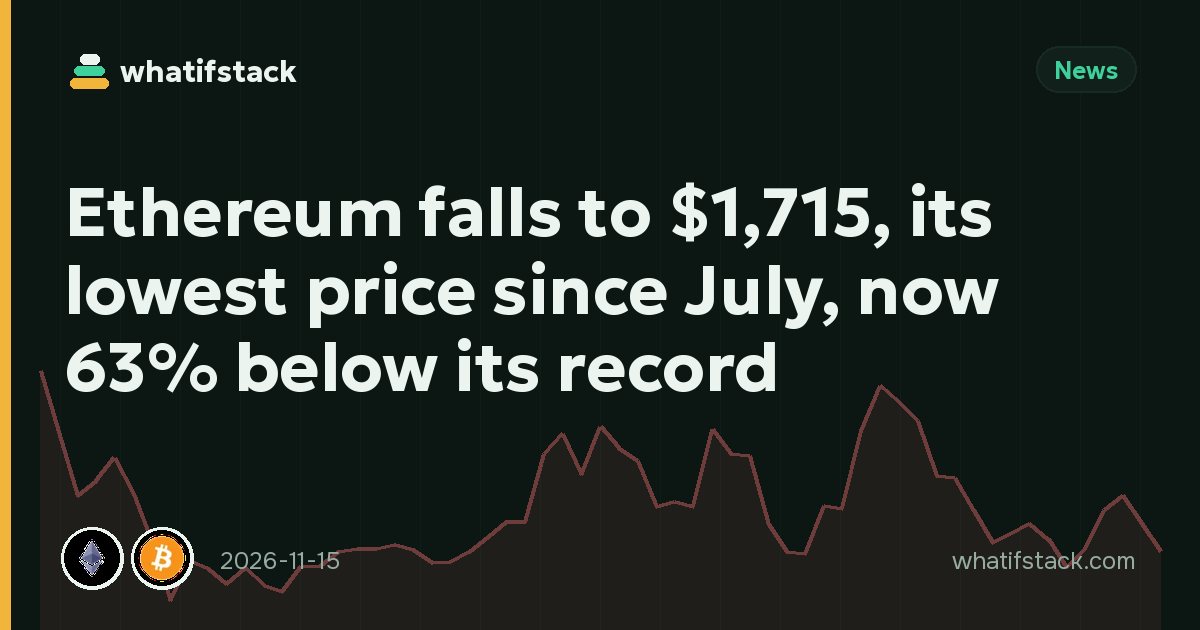 whatifstack
News
Ethereum falls to $1,715, its
lowest price since July, now
63% below its record
2026-11-15
whatifstack.com